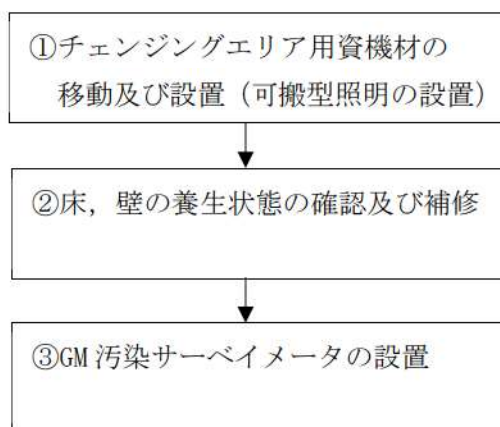 ①チェンジングエリア用資機材の
移動及び設置（可搬型照明の設置）
②床，壁の養生状態の確認及び補修
③GM 汚染サーベイメータの設置